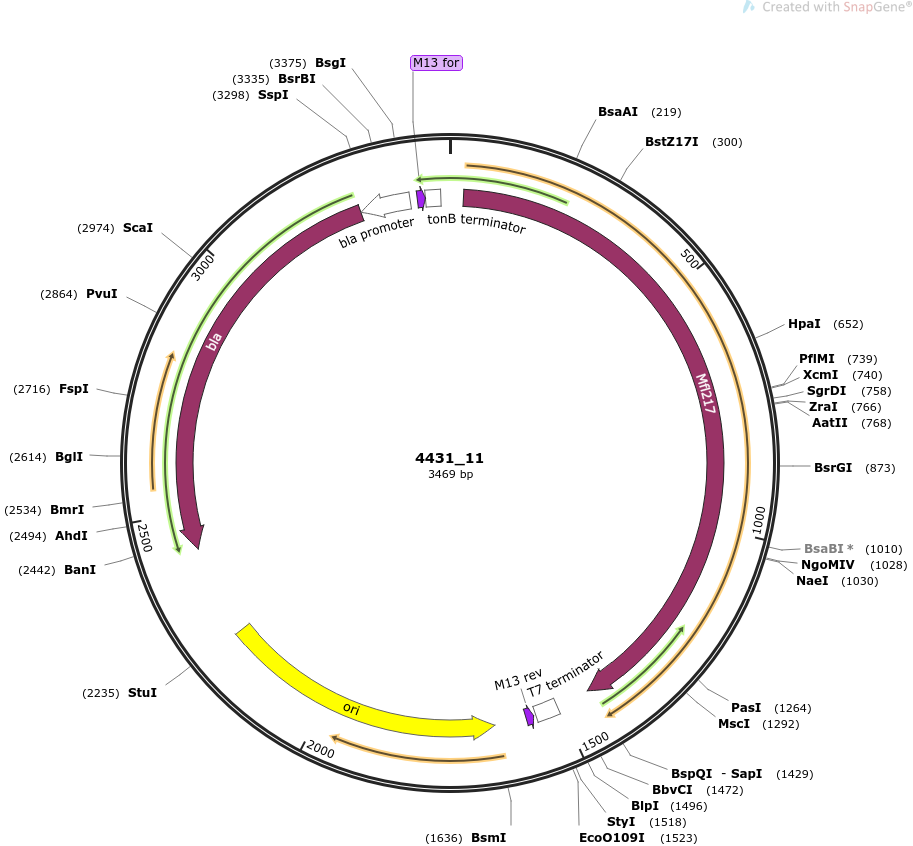 Created with SnapGene®
(3375) BsgI
(3335) BsrBI
(3298) SspI
M13 for
BsaAI (219)
BstZ17I (300)
(2974) ScaI
(2864) PvuI
(2716) FspI
(2614) BglI
(2534) BmrI
(2494) AhdI
(2442) BanI
(2235) StuI
HpaI (652)
PflMI (739)
XcmI (740)
SgrDI (758)
ZraI (766)
AatII (768)
BsrGI (873)
BsaBI * (1010)
NgoMIV (1028)
NaeI (1030)
PasI (1264)
MscI (1292)
BspQI - SapI (1429)
BbvCI (1472)
BlpI (1496)
StyI (1518)
EcoO109I (1523)
(1636) BsmI
bla promoter
tonB terminator
bla
Mfl217
4431_11
3469 bp
M13 rev
T7 terminator
ori
500
1000
1500
2000
2500
3000